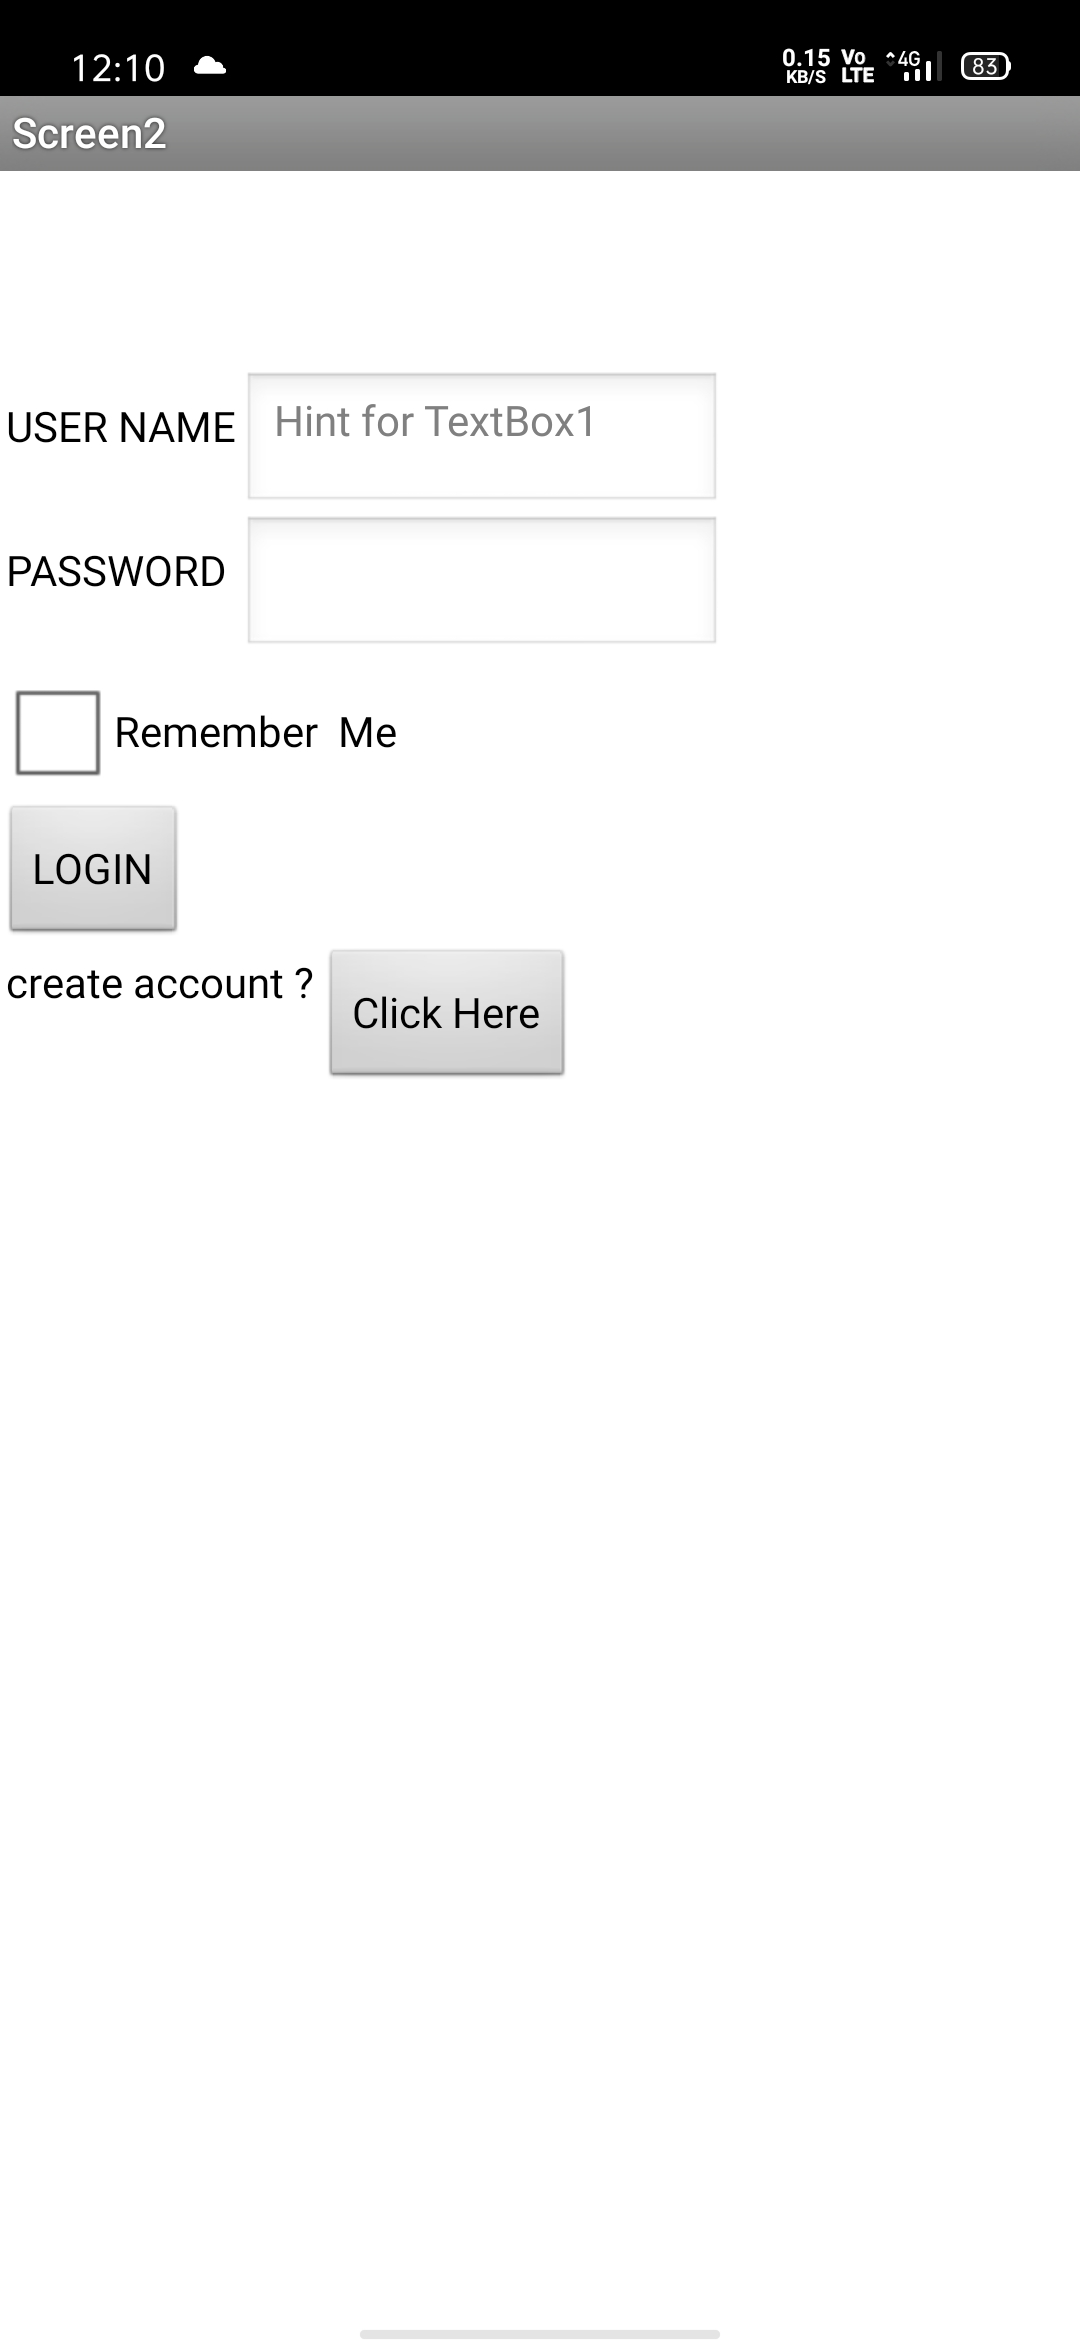 12:10 0.15 KB/S Vo LTE 4G 83
Screen2
USER NAME Hint for TextBox1
PASSWORD
Remember  Me
LOGIN
create account ? Click Here